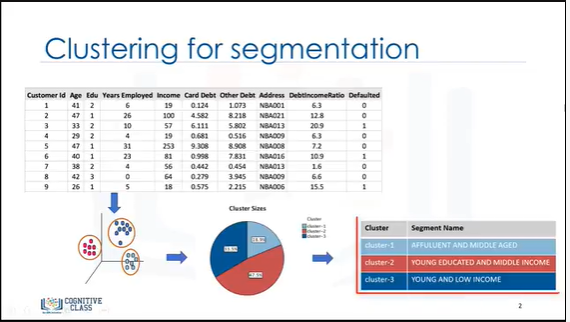 Clustering for segmentation
Customer Id Age Edu Years Employed Income Card Debt Other Debt Address DebtIncomeRatio Defaulted
1 41 2 6 19 0.124 1.073 NBA001 6.3 0
2 47 1 26 100 4.582 8.218 NBA021 12.8 0
3 33 2 10 57 6.111 5.802 NBA013 20.9 1
4 29 2 4 19 0.681 0.516 NBA009 6.3 0
5 47 1 31 253 9.308 8.908 NBA008 7.2 0
6 40 1 23 81 0.998 7.831 NBA016 10.9 1
7 38 2 4 56 0.442 0.454 NBA013 1.6 0
8 42 3 0 64 0.279 3.945 NBA009 6.6 0
9 26 1 5 18 0.575 2.215 NBA006 15.5 1
Cluster Sizes
Cluster
cluster-1
cluster-2
cluster-3
Cluster Segment Name
cluster-1 AFFULUENT AND MIDDLE AGED
cluster-2 YOUNG EDUCATED AND MIDDLE INCOME
cluster-3 YOUNG AND LOW INCOME
COGNITIVE
CLASS
2